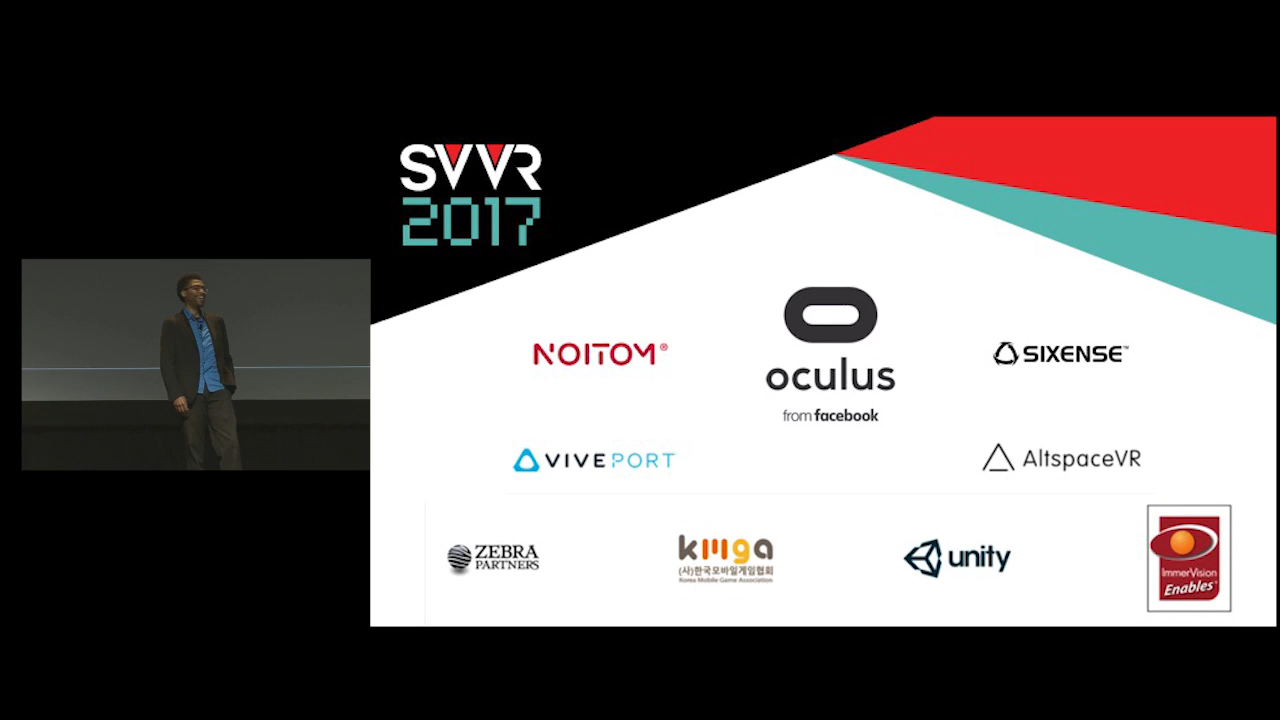 SVVR
2017
NOITOM®
oculus
from facebook
SIXENSE™
VIVEPORT
AltspaceVR
ZEBRA
PARTNERS
kmga
(사)한국모바일게임협회
Korea Mobile Game Association
unity
ImmerVision
Enables®